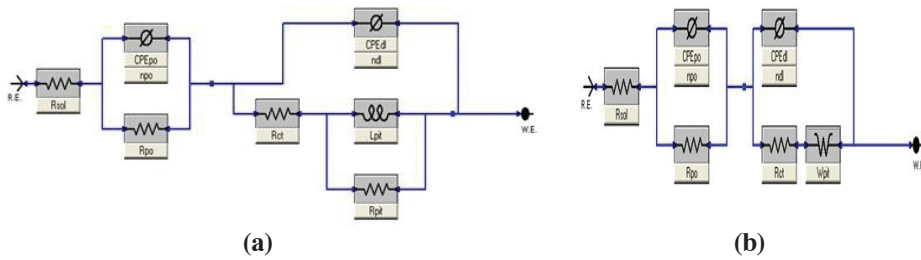 R.E.
Rsol
CPEpo
npo
Rpo
CPEdl
ndl
Rct
Lpit
Rpit
W.E.
(a)
R.E.
Rsol
CPEpo
npo
Rpo
CPEdl
ndl
Rct
Wpit
W.I
(b)